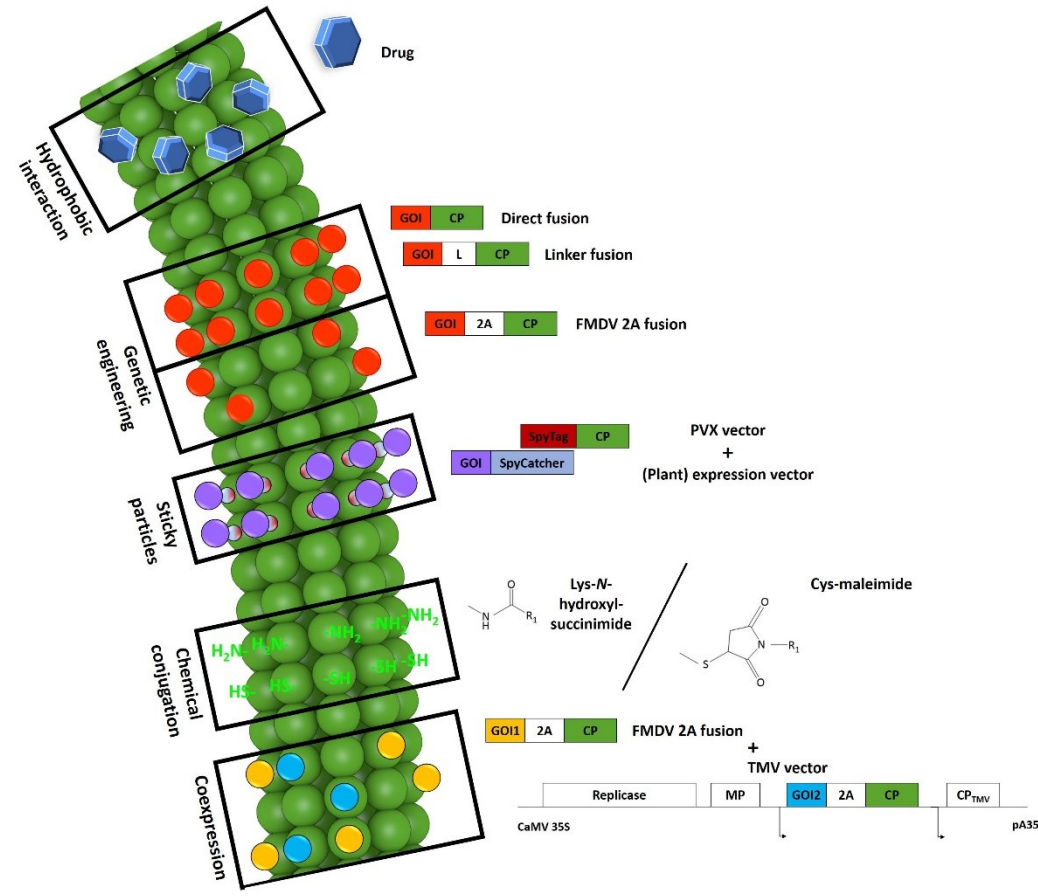 Drug
Hydrophobic
interaction
GOI CP Direct fusion
GOI L CP Linker fusion
GOI 2A CP FMDV 2A fusion
Genetic
engineering
SpyTag CP
GOI SpyCatcher
PVX vector
+
(Plant) expression vector
Sticky
particles
N
H
O
R1
Lys-N-
hydroxyl-
succinimide
Cys-maleimide
O
S
N
R1
O
H2N- H2N- -NH2 -NH2 -NH2
HS- HS- -SH -SH -SH
Chemical
conjugation
GOI1 2A CP FMDV 2A fusion
+
TMV vector
Replicase MP GOI2 2A CP CPTMV
CaMV 35S pA35
Coexpression